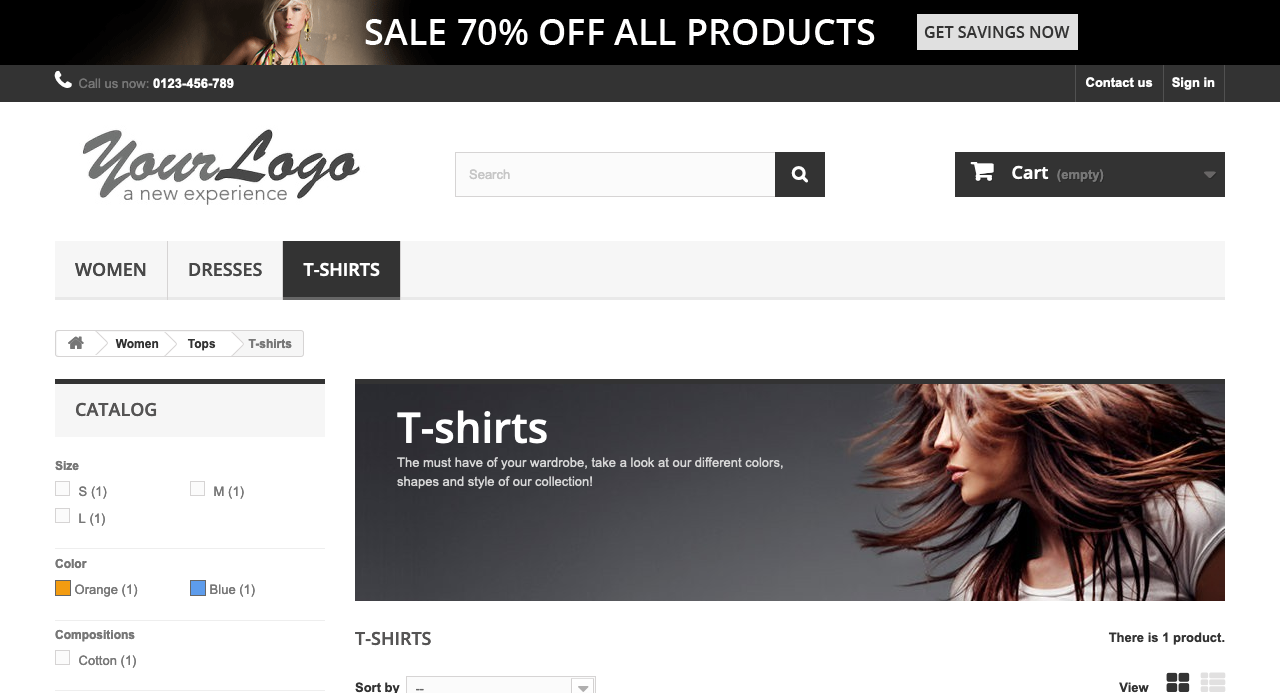 SALE 70% OFF ALL PRODUCTS GET SAVINGS NOW
Call us now: 0123-456-789 Contact us Sign in
YourLogo
a new experience
Search
Cart (empty)
WOMEN DRESSES T-SHIRTS
Women Tops T-shirts
CATALOG
Size
S (1) M (1)
L (1)
Color
Orange (1) Blue (1)
Compositions
Cotton (1)
T-shirts
The must have of your wardrobe, take a look at our different colors,
shapes and style of our collection!
T-SHIRTS There is 1 product.
Sort by -- View